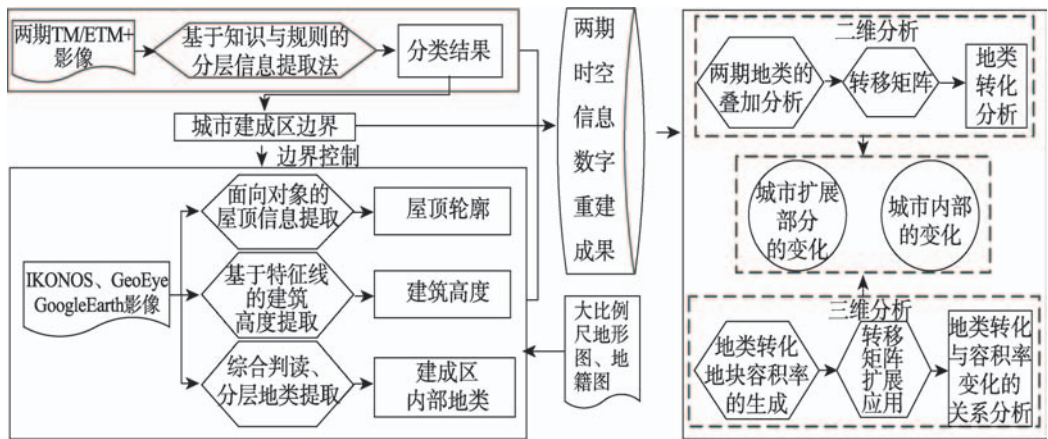 两期TM/ETM+
影像
基于知识与规则的
分层信息提取法
分类结果
城市建成区边界
边界控制
IKONOS、GeoEye
GoogleEarth影像
面向对象的
屋顶信息提取
屋顶轮廓
基于特征线
的建筑
高度提取
建筑高度
综合判读、
分层地类提取
建成区
内部地类
两期
时空
信息
数字
重建
成果
大比例
尺地形
图、地
籍图
二维分析
两期地类的
叠加分析
转移矩阵
地类
转化
分析
城市扩展
部分
的变化
城市内部
的变化
三维分析
地类转化
地块容积率
的生成
转移
矩阵
扩展
应用
地类转化
与容积率
变化的
关系分析